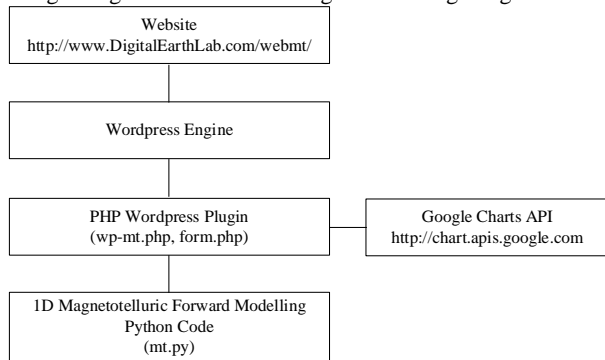 Website
http://www.DigitalEarthLab.com/webmt/
Wordpress Engine
PHP Wordpress Plugin
(wp-mt.php, form.php)
Google Charts API
http://chart.apis.google.com
1D Magnetotelluric Forward Modelling
Python Code
(mt.py)